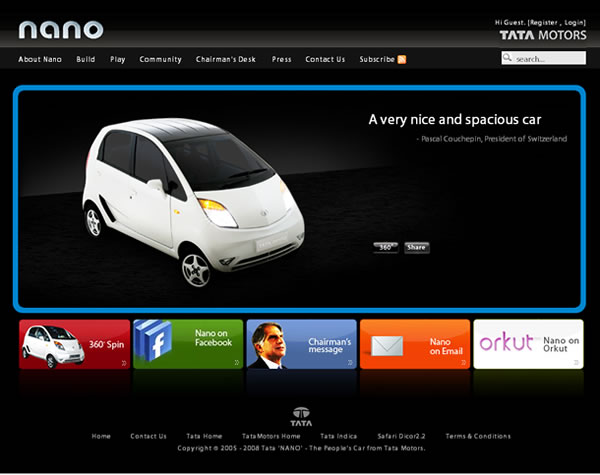 nano
Hi Guest. [Register , Login]
TATA MOTORS
About Nano Build Play Community Chairman's Desk Press Contact Us Subscribe
search...
A very nice and spacious car
- Pascal Couchepin, President of Switzerland
360° Share
360° Spin »
Nano on
Facebook »
Chairman's
message »
Nano
on Email »
orkut Nano on
Orkut »
TATA
Home Contact Us Tata Home TataMotors Home Tata Indica Safari Dicor2.2 Terms & Conditions
Copyright © 2005 - 2008 Tata 'NANO' - The People's Car from Tata Motors.